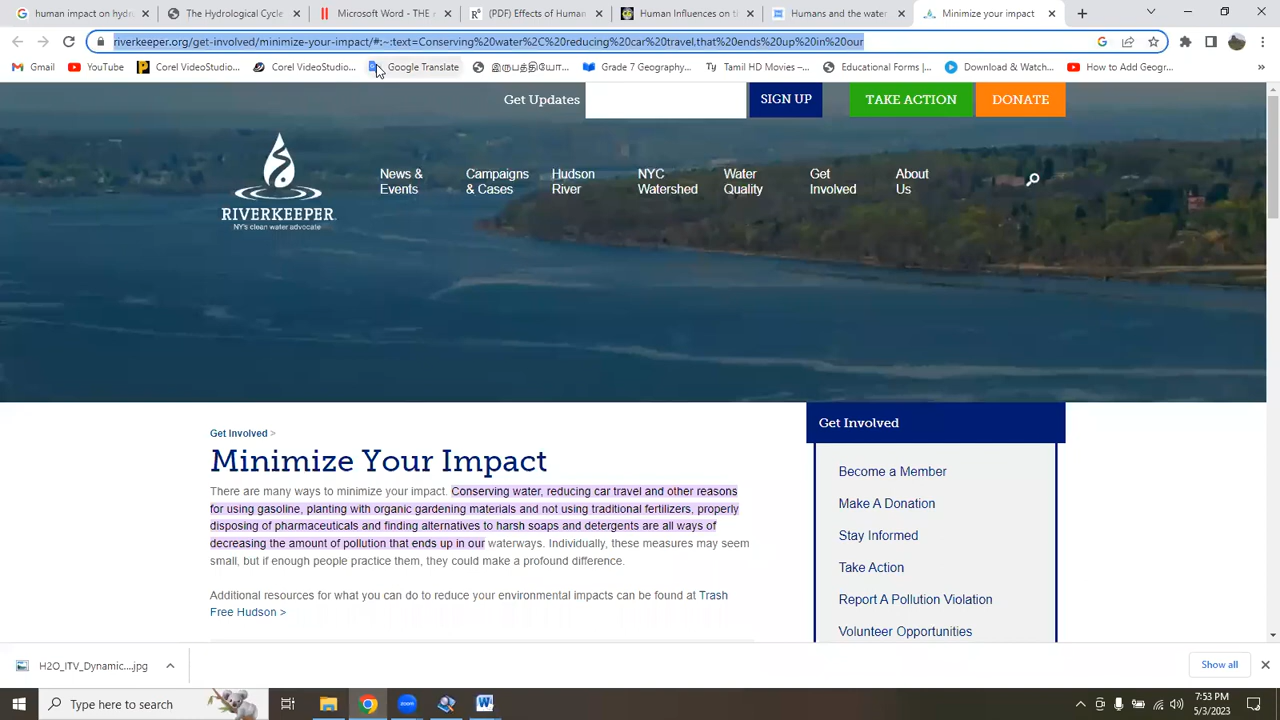 human impact on hydro
The Hydralogical Cycle
Microsoft Word - THE e
(PDF) Effects of Human
Human Influences on th
Humans and the water
Minimize your impact
riverkeeper.org/get-involved/minimize-your-impact/#:~:text=Conserving%20water%2C%20reducing%20car%20travel,that%20ends%20up%20in%20our
Gmail
YouTube
Corel VideoStudio...
Corel VideoStudio...
Google Translate
இருபத்தியோ...
Grade 7 Geography...
Tamil HD Movies –...
Educational Forms |...
Download & Watch...
How to Add Geogr...
Get Updates
SIGN UP
TAKE ACTION
DONATE
RIVERKEEPER
NY's clean water advocate
News &
Events
Campaigns
& Cases
Hudson
River
NYC
Watershed
Water
Quality
Get
Involved
About
Us
Get Involved >
Minimize Your Impact
There are many ways to minimize your impact. Conserving water, reducing car travel and other reasons
for using gasoline, planting with organic gardening materials and not using traditional fertilizers, properly
disposing of pharmaceuticals and finding alternatives to harsh soaps and detergents are all ways of
decreasing the amount of pollution that ends up in our waterways. Individually, these measures may seem
small, but if enough people practice them, they could make a profound difference.
Additional resources for what you can do to reduce your environmental impacts can be found at Trash
Free Hudson >
Get Involved
Become a Member
Make A Donation
Stay Informed
Take Action
Report A Pollution Violation
Volunteer Opportunities
H2O_ITV_Dynamic....jpg
Show all
Type here to search
zoom
7:53 PM
5/3/2023